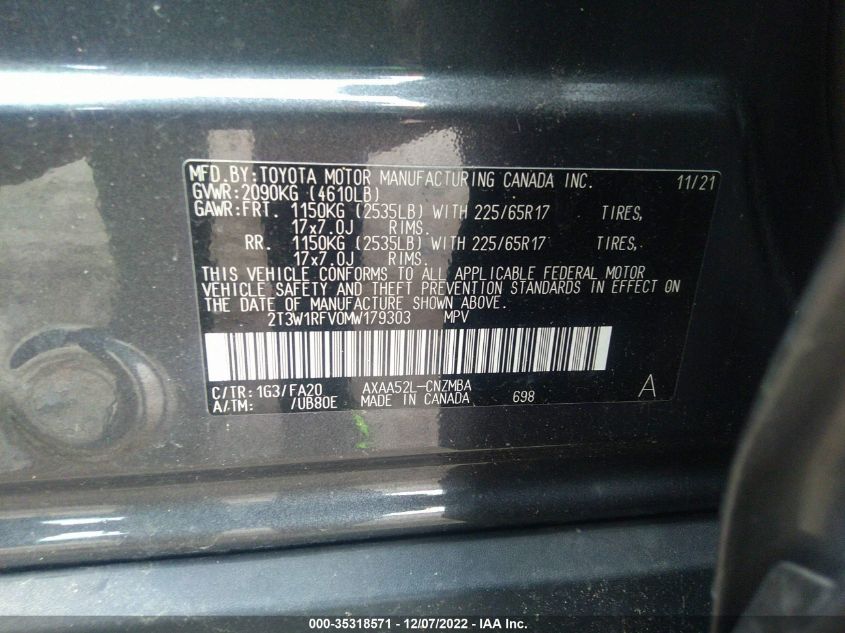 MFD.BY:TOYOTA MOTOR MANUFACTURING CANADA INC. 11/21
GVWR:2090KG (4610LB)
GAWR:FRT. 1150KG (2535LB) WITH 225/65R17 TIRES,
17x7.0J RIMS.
RR. 1150KG (2535LB) WITH 225/65R17 TIRES,
17x7.0J RIMS.
THIS VEHICLE CONFORMS TO ALL APPLICABLE FEDERAL MOTOR
VEHICLE SAFETY AND THEFT PREVENTION STANDARDS IN EFFECT ON
THE DATE OF MANUFACTURE SHOWN ABOVE.
2T3W1RFV0MW179303 MPV
C/TR:1G3/FA20 AXAA52L-CNZMBA A
A/TM: /UB80E MADE IN CANADA 698
000-35318571 - 12/07/2022 - IAA Inc.